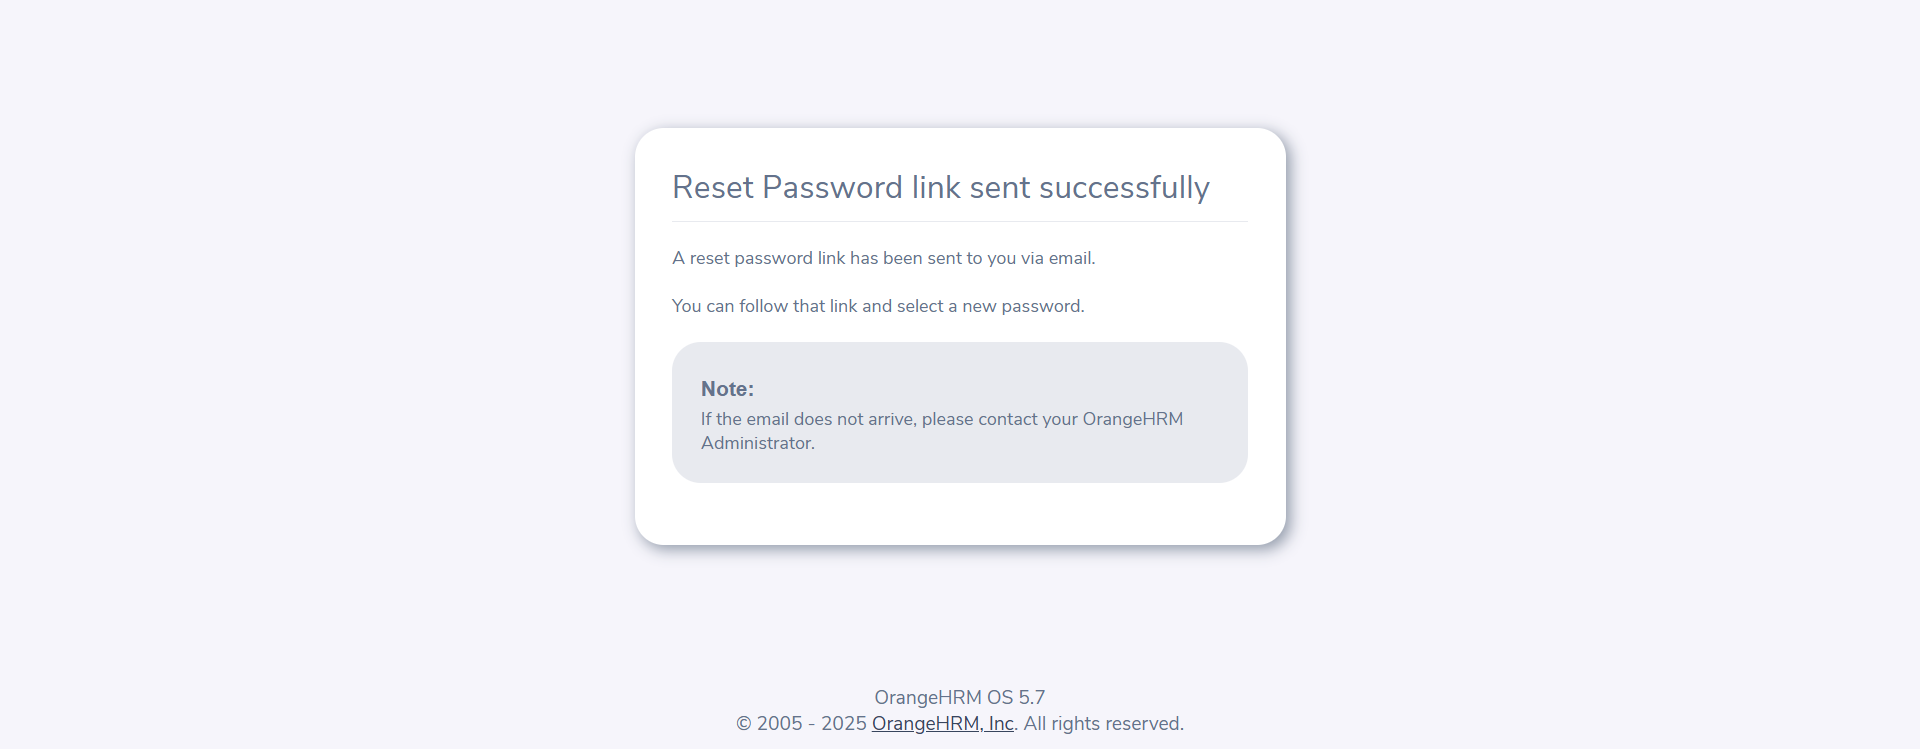 Reset Password link sent successfully
A reset password link has been sent to you via email.
You can follow that link and select a new password.
Note:
If the email does not arrive, please contact your OrangeHRM
Administrator.
OrangeHRM OS 5.7
© 2005 - 2025 OrangeHRM, Inc. All rights reserved.